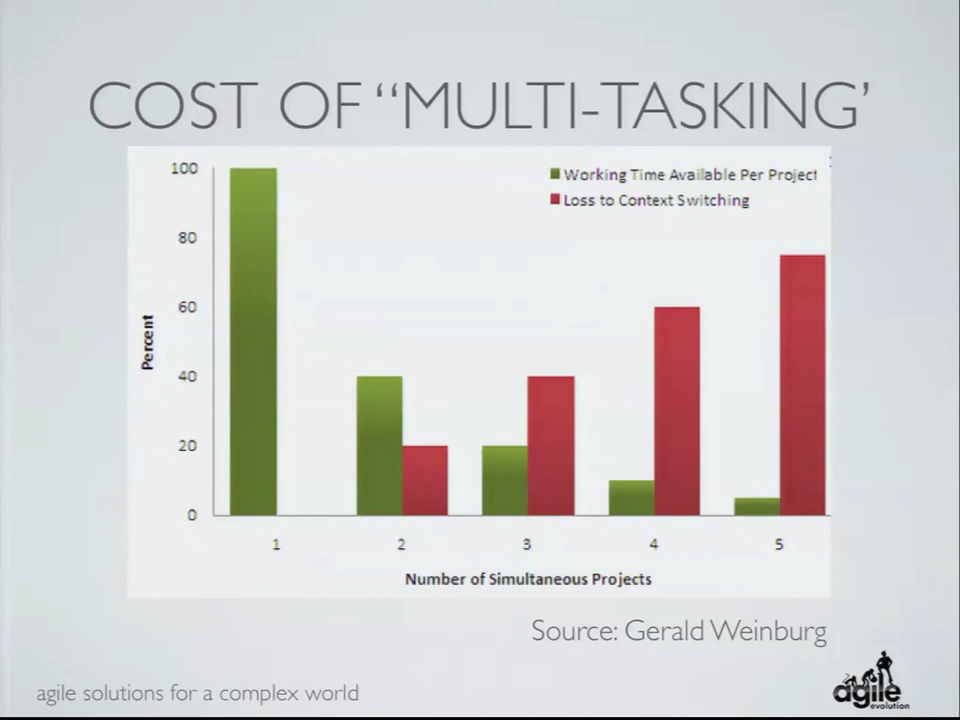 COST OF “MULTI-TASKING’
Working Time Available Per Project
Loss to Context Switching
100
80
60
40
20
0
Percent
1 2 3 4 5
Number of Simultaneous Projects
Source: Gerald Weinburg
agile solutions for a complex world
agile
evolution